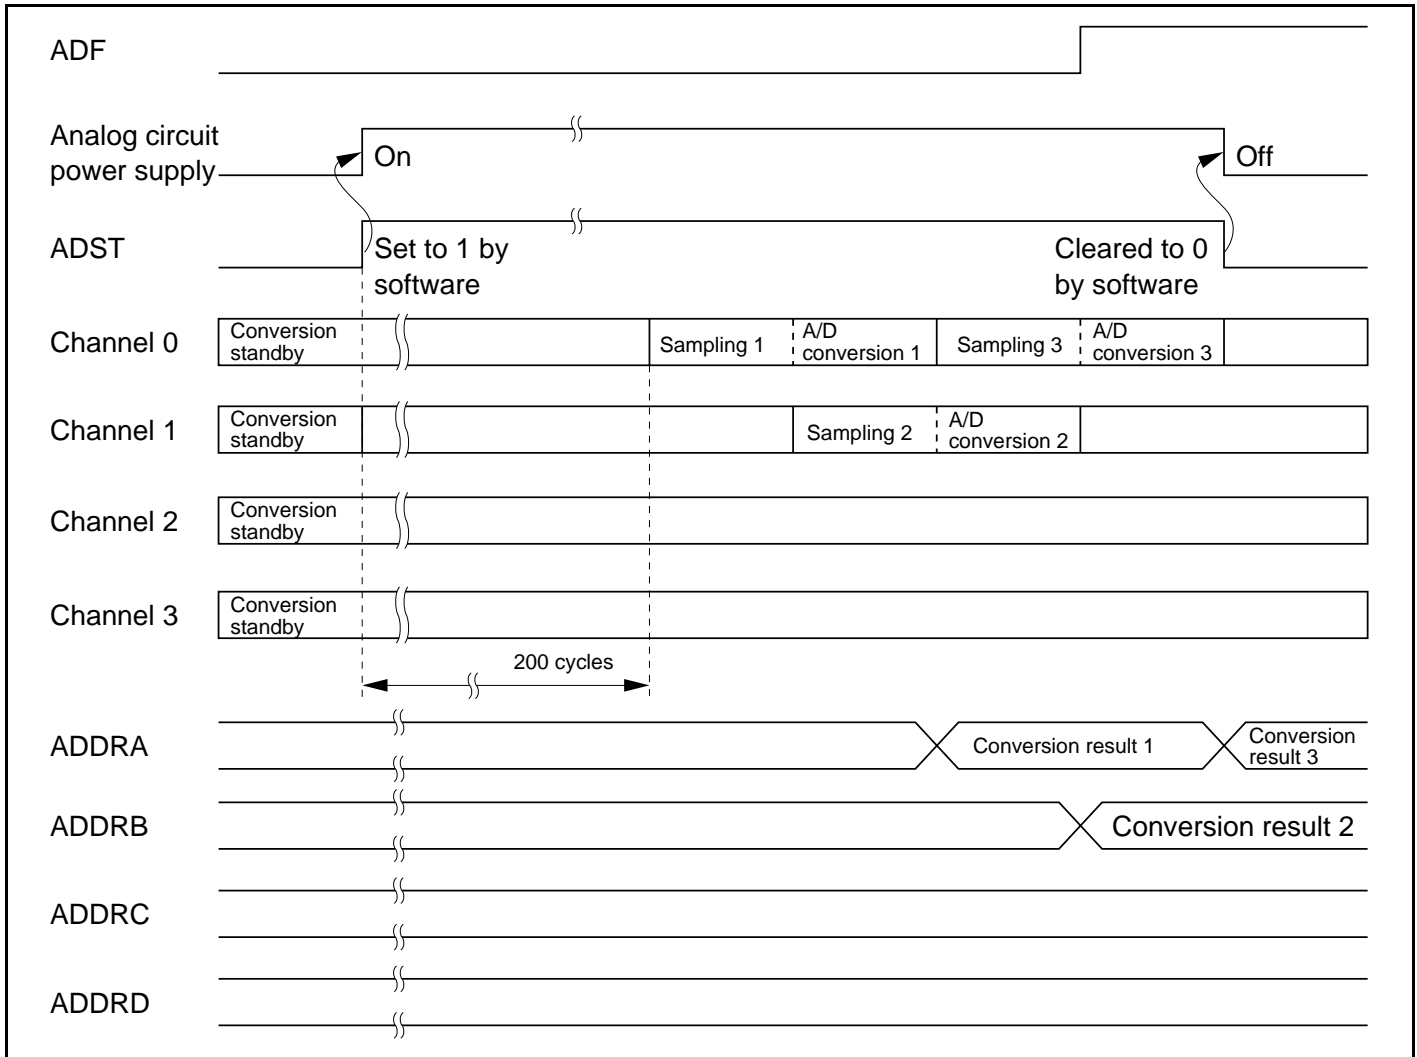 ADF
Analog circuit
power supply
On
Off
ADST
Set to 1 by
software
Cleared to 0
by software
Channel 0
Conversion
standby
Sampling 1
A/D
conversion 1
Sampling 3
A/D
conversion 3
Channel 1
Conversion
standby
Sampling 2
A/D
conversion 2
Channel 2
Conversion
standby
Channel 3
Conversion
standby
200 cycles
ADDRA
Conversion result 1
Conversion
result 3
ADDRB
Conversion result 2
ADDRC
ADDRD